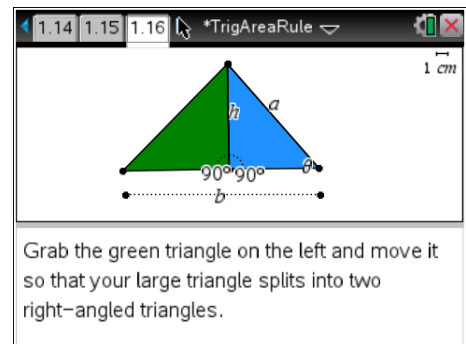 1.14 1.15 1.16 *TrigAreaRule
1 cm
h a
90° 90° θ
b
Grab the green triangle on the left and move it
so that your large triangle splits into two
right-angled triangles.